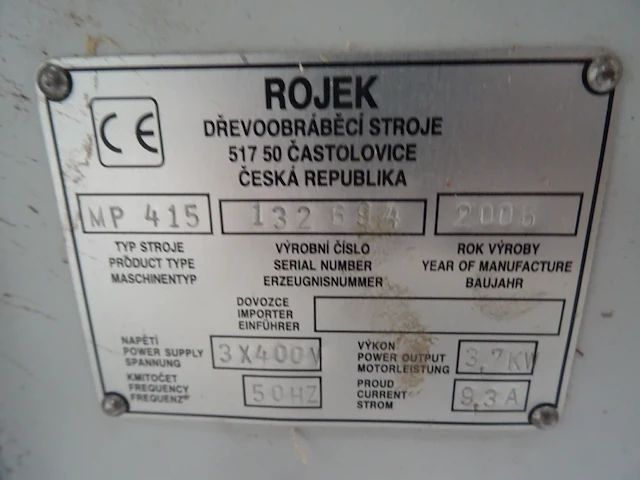 ROJEK
CE
DŘEVOOBRÁBĚCÍ STROJE
517 50 ČASTOLOVICE
ČESKÁ REPUBLIKA
MP 415 132694 2006
TYP STROJE VÝROBNÍ ČÍSLO ROK VÝROBY
PRODUCT TYPE SERIAL NUMBER YEAR OF MANUFACTURE
MASCHINENTYP ERZEUGNISNUMMER BAUJAHR
DOVOZCE
IMPORTER
EINFÜHRER
NAPĚTÍ
POWER SUPPLY
SPANNUNG
3X400V
VÝKON
POWER OUTPUT
MOTORLEISTUNG
3,7KW
KMITOČET
FREQUENCY
FREQUENZ
50HZ
PROUD
CURRENT
STROM
9,3A